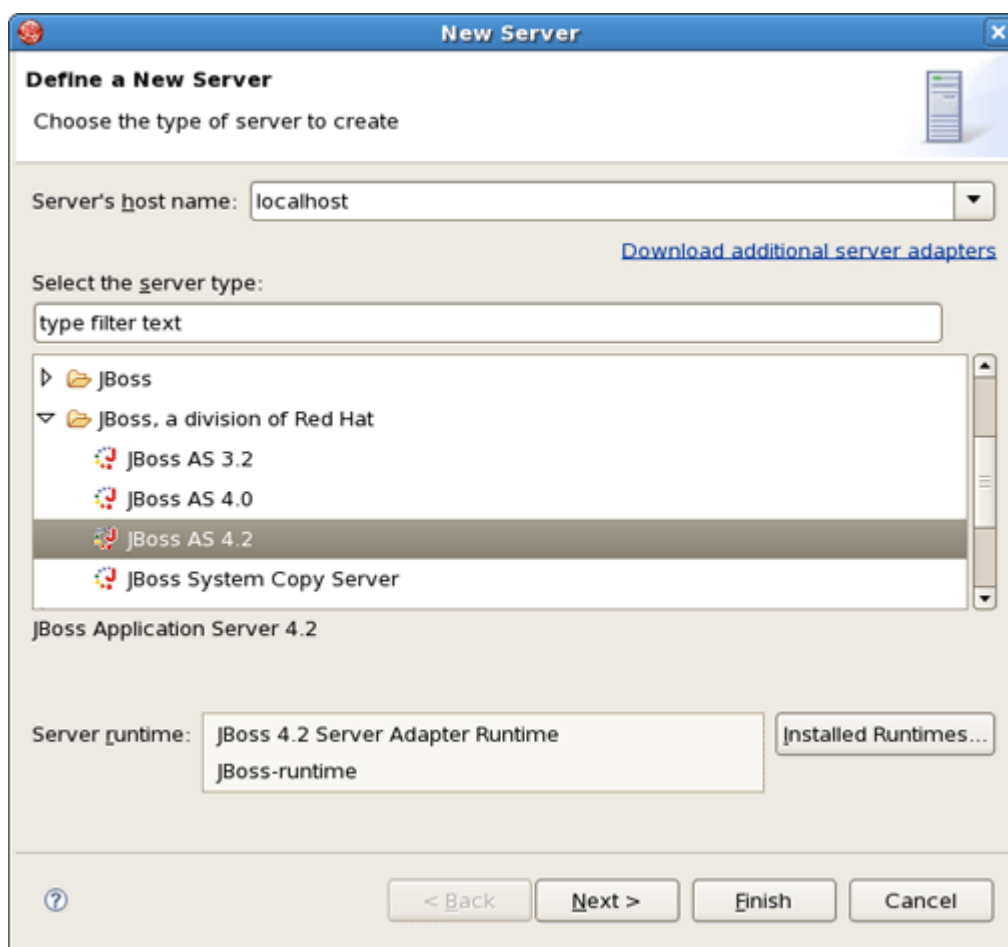 New Server
Define a New Server
Choose the type of server to create
Server's host name: localhost
Download additional server adapters
Select the server type:
type filter text
JBoss
JBoss, a division of Red Hat
JBoss AS 3.2
JBoss AS 4.0
JBoss AS 4.2
JBoss System Copy Server
JBoss Application Server 4.2
Server runtime: JBoss 4.2 Server Adapter Runtime Installed Runtimes...
JBoss-runtime
? < Back Next > Finish Cancel